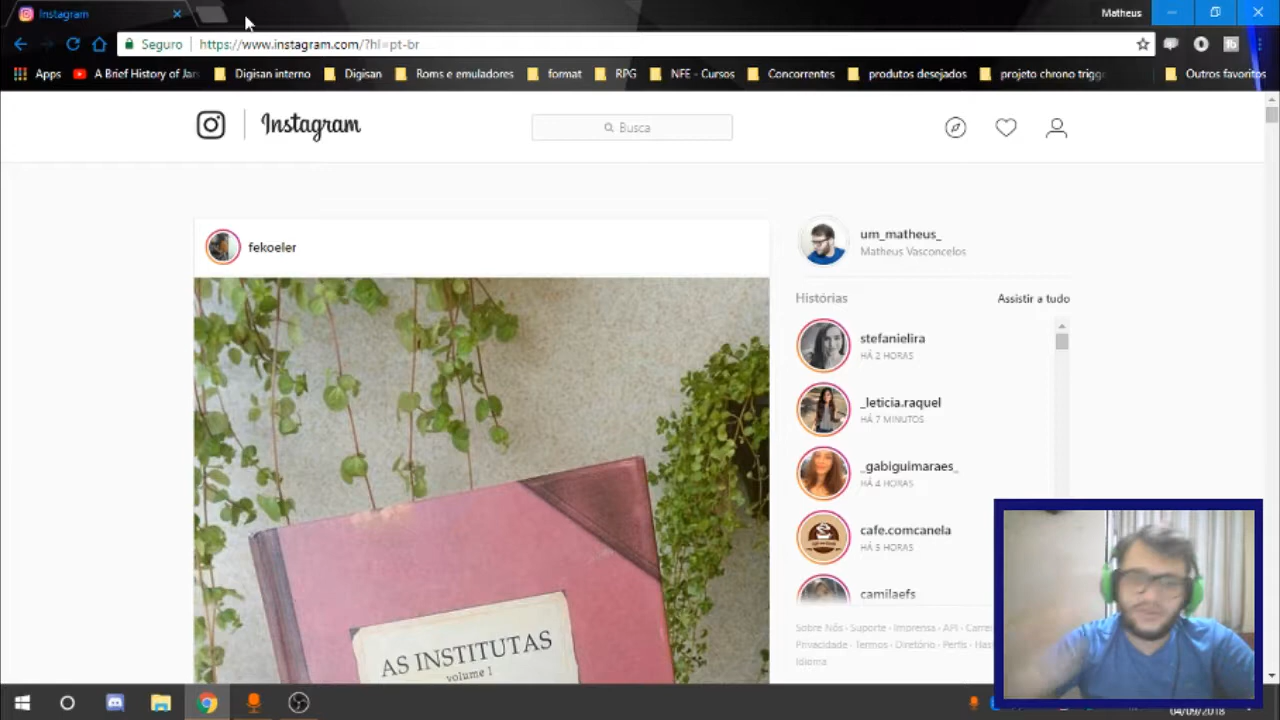 Instagram
Matheus
Seguro
https://www.instagram.com/?hl=pt-br
Apps
A Brief History of Jar
Digisan interno
Digisan
Roms e emuladores
format
RPG
NFE - Cursos
Concorrentes
produtos desejados
projeto chrono trigg
Outros favoritos
Instagram
Busca
fekoeler
um_matheus_
Matheus Vasconcelos
Histórias
Assistir a tudo
stefanielira
HÁ 2 HORAS
_leticia.raquel
HÁ 7 MINUTOS
_gabiguimaraes_
HÁ 4 HORAS
cafe.comcanela
HÁ 5 HORAS
camilaefs
Sobre Nós · Suporte · Imprensa · API · Carrei
Privacidade · Termos · Diretório · Perfis · Has
Idioma
AS INSTITUTAS
volume 1
04/09/2018